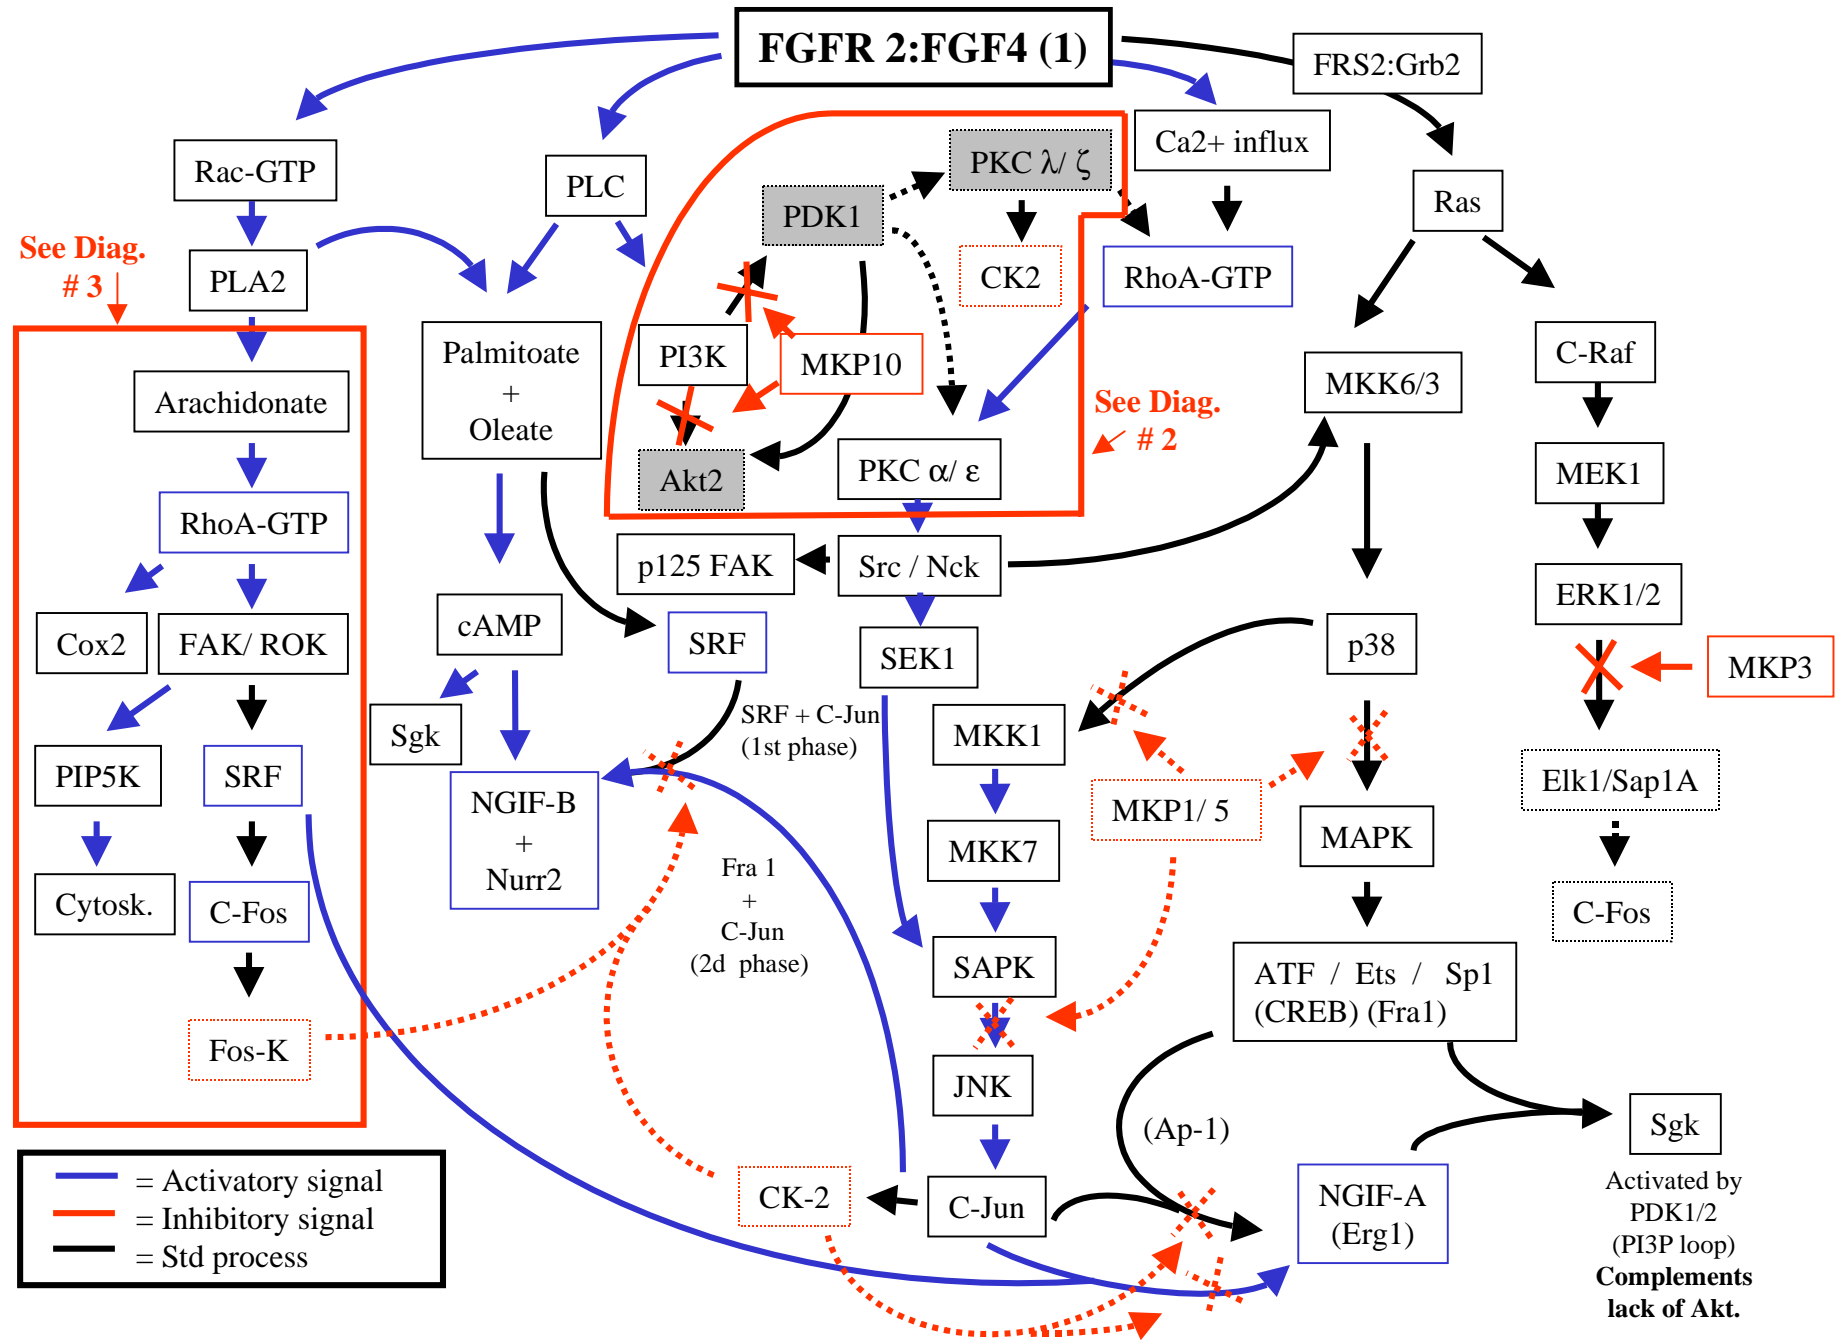 FGFR 2:FGF4 (1)
FRS2:Grb2
Rac-GTP
PLC
PKC λ/ ζ
Ca2+ influx
Ras
PDK1
See Diag.
# 3
PLA2
CK2
RhoA-GTP
Palmitoate
+
Oleate
PI3K
MKP10
MKK6/3
C-Raf
Arachidonate
See Diag.
# 2
Akt2
PKC α/ ε
MEK1
RhoA-GTP
p125 FAK
Src / Nck
ERK1/2
Cox2
FAK/ ROK
cAMP
SRF
SEK1
p38
MKP3
Sgk
SRF + C-Jun
(1st phase)
MKK1
PIP5K
SRF
NGIF-B
+
Nurr2
MKP1/ 5
Elk1/Sap1A
MAPK
MKK7
Fra 1
+
C-Jun
(2d phase)
Cytosk.
C-Fos
C-Fos
SAPK
ATF / Ets / Sp1
(CREB) (Fra1)
Fos-K
JNK
(Ap-1)
Sgk
Activated by
PDK1/2
(PI3P loop)
Complements
lack of Akt.
CK-2
C-Jun
NGIF-A
(Erg1)
= Activatory signal
= Inhibitory signal
= Std process